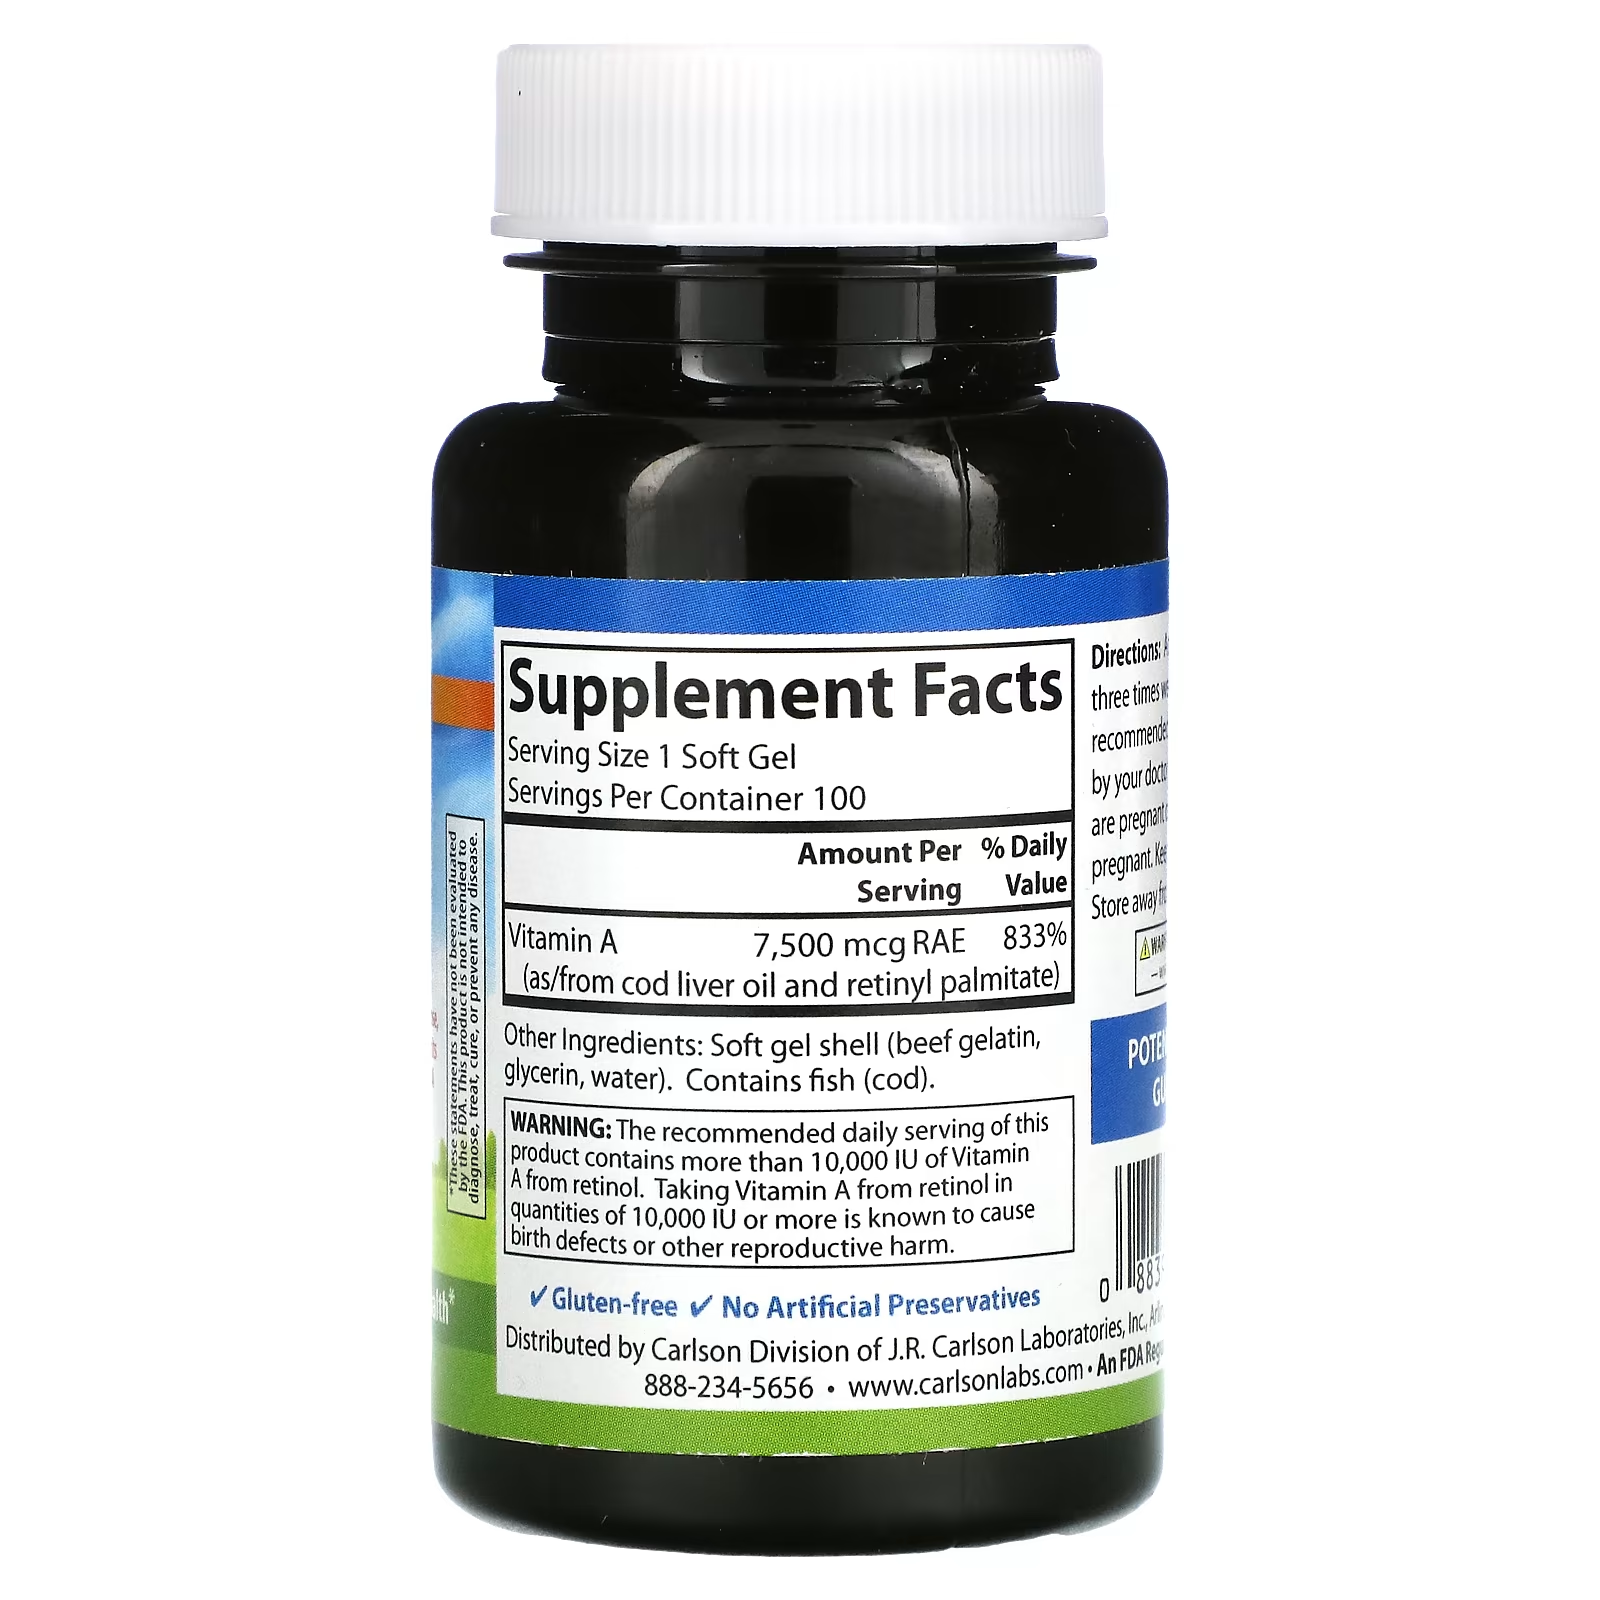 *These statements have not been evaluated
by the FDA. This product is not intended to
diagnose, treat, cure, or prevent any disease.
Supplement Facts
Serving Size 1 Soft Gel
Servings Per Container 100
Amount Per % Daily
Serving Value
Vitamin A 7,500 mcg RAE 833%
(as/from cod liver oil and retinyl palmitate)
Other Ingredients: Soft gel shell (beef gelatin,
glycerin, water). Contains fish (cod).
WARNING: The recommended daily serving of this
product contains more than 10,000 IU of Vitamin
A from retinol. Taking Vitamin A from retinol in
quantities of 10,000 IU or more is known to cause
birth defects or other reproductive harm.
✓ Gluten-free ✓ No Artificial Preservatives
Distributed by Carlson Division of J.R. Carlson Laboratories, Inc.,
888-234-5656 • www.carlsonlabs.com • An FDA
Directions:
three times
recommended
by your
are pregnant
pregnant.
Store away
0 883